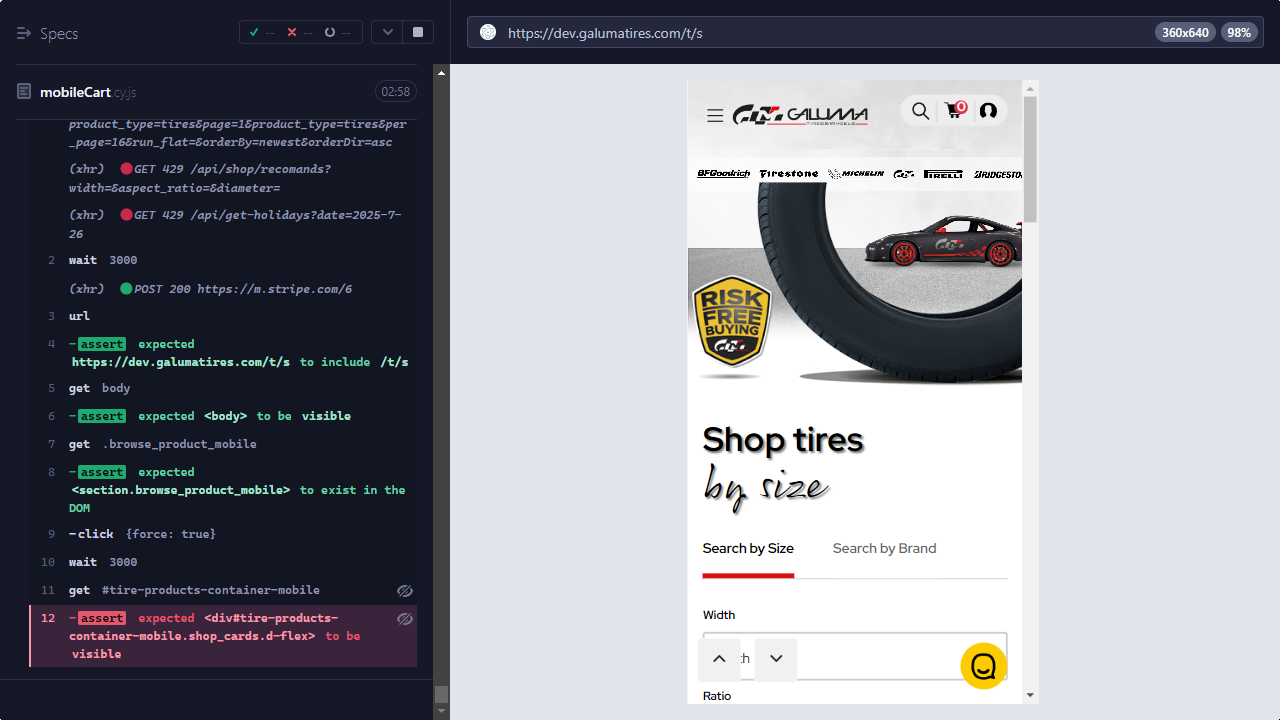 Specs
-- -- --
https://dev.galumatires.com/t/s
360x640
98%
mobileCart.cy.js
02:58
product_type=tires&page=1&product_type=tires&per
_page=16&run_flat=&orderBy=newest&orderDir=asc
(xhr) GET 429 /api/shop/recomands?
width=&aspect_ratio=&diameter=
(xhr) GET 429 /api/get-holidays?date=2025-7-
26
2 wait 3000
(xhr) POST 200 https://m.stripe.com/6
3 url
4 -assert expected
https://dev.galumatires.com/t/s to include /t/s
5 get body
6 -assert expected <body> to be visible
7 get .browse_product_mobile
8 -assert expected
<section.browse_product_mobile> to exist in the
DOM
9 -click {force: true}
10 wait 3000
11 get #tire-products-container-mobile
12 -assert expected <div#tire-products-
container-mobile.shop_cards.d-flex> to be
visible
GALUMA
TIRES & WHEELS
0
BFGoodrich Firestone MICHELIN GT PIRELLI BRIDGESTO
GT
RISK
FREE
BUYING
GT
Shop tires
by size
Search by Size Search by Brand
Width
th
Ratio